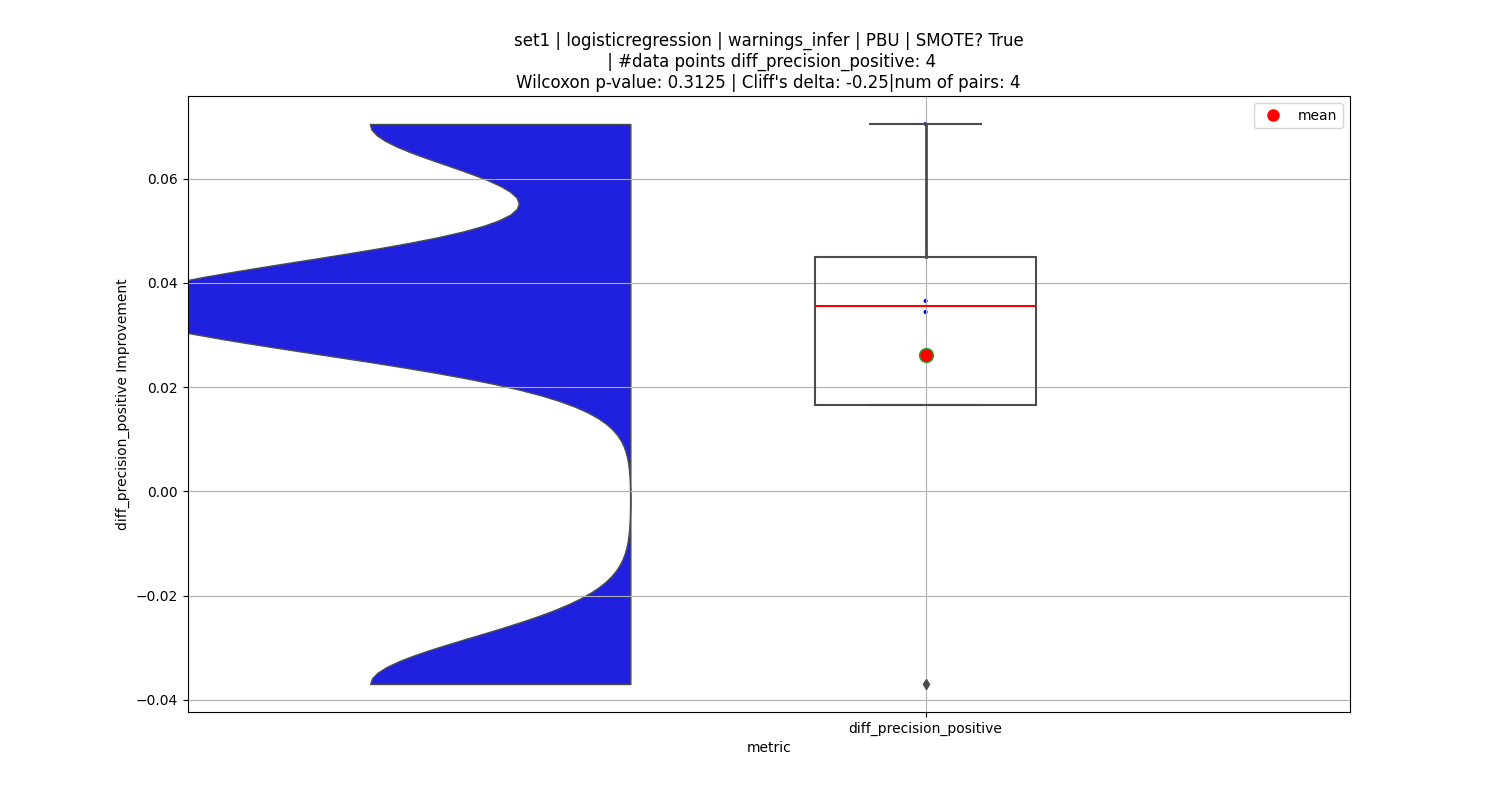 set1 | logisticregression | warnings_infer | PBU | SMOTE? True
| #data points diff_precision_positive: 4
Wilcoxon p-value: 0.3125 | Cliff's delta: -0.25|num of pairs: 4
mean
0.06
0.04
0.02
0.00
−0.02
−0.04
diff_precision_positive Improvement
diff_precision_positive
metric